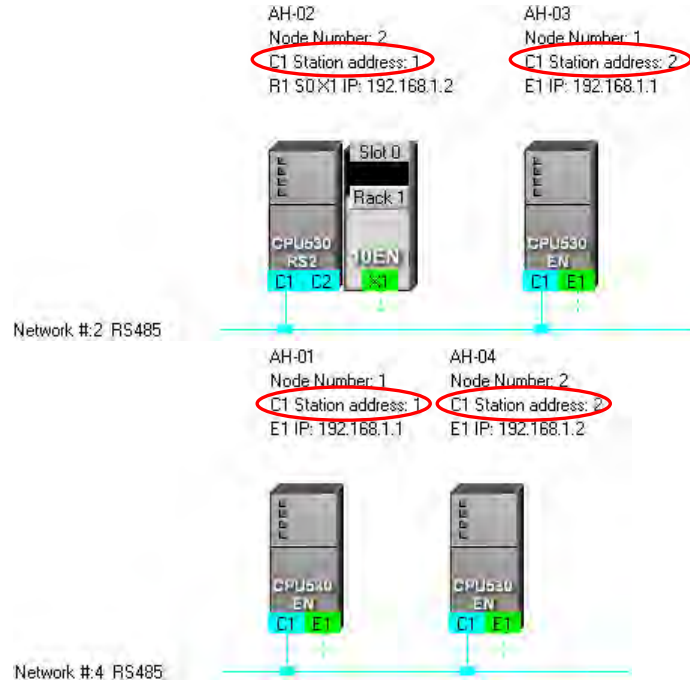 AH-02
Node Number: 2
C1 Station address: 1
R1 S0 X1 IP: 192.168.1.2
AH-03
Node Number: 1
C1 Station address: 2
E1 IP: 192.168.1.1
Slot 0
Rack 1
CPU530
RS2
10EN
C1 C2
X1
CPU530
EN
C1 E1
Network #:2 RS485
AH-01
Node Number: 1
C1 Station address: 1
E1 IP: 192.168.1.1
AH-04
Node Number: 2
C1 Station address: 2
E1 IP: 192.168.1.2
CPU530
EN
C1 E1
CPU530
EN
C1 E1
Network #:4 RS485